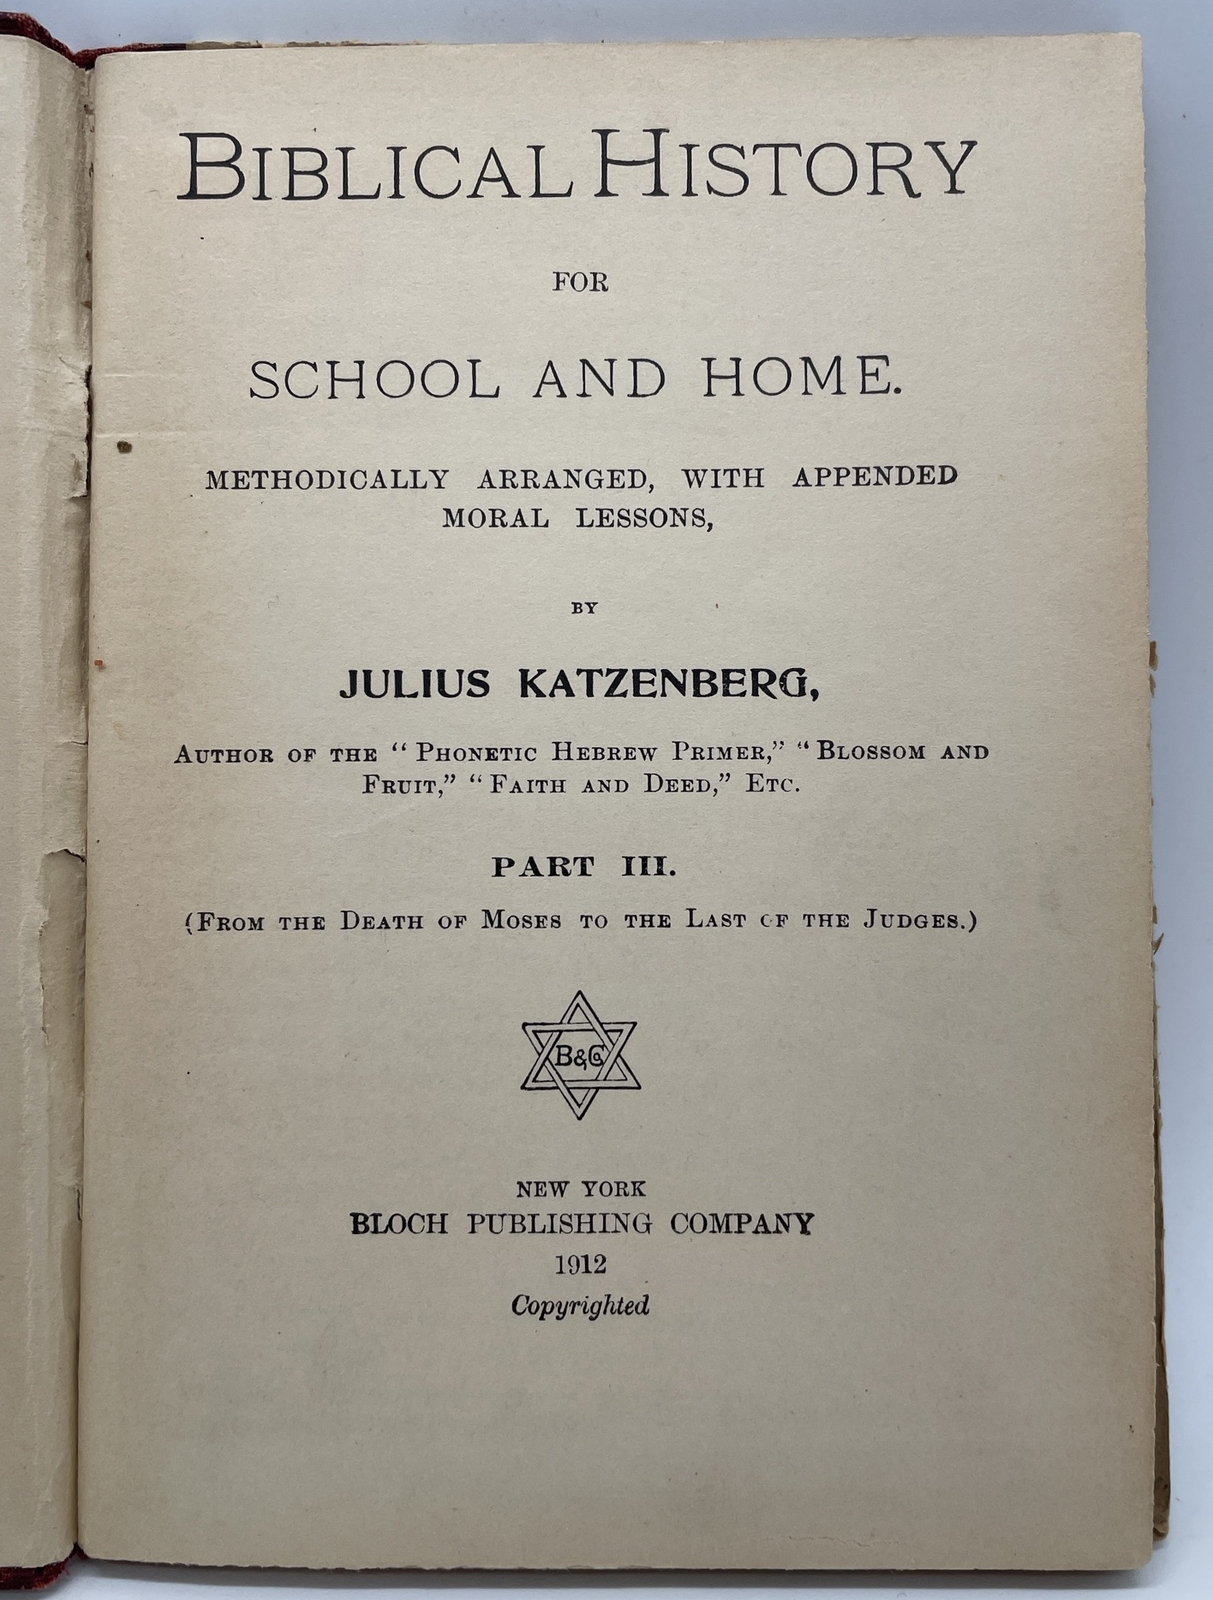 BIBLICAL HISTORY
FOR
SCHOOL AND HOME.
METHODICALLY ARRANGED, WITH APPENDED
MORAL LESSONS,
BY
JULIUS KATZENBERG,
AUTHOR OF THE “PHONETIC HEBREW PRIMER,” “BLOSSOM AND
FRUIT,” “FAITH AND DEED,” ETC.
PART III.
(FROM THE DEATH OF MOSES TO THE LAST OF THE JUDGES.)
B&Co
NEW YORK
BLOCH PUBLISHING COMPANY
1912
Copyrighted